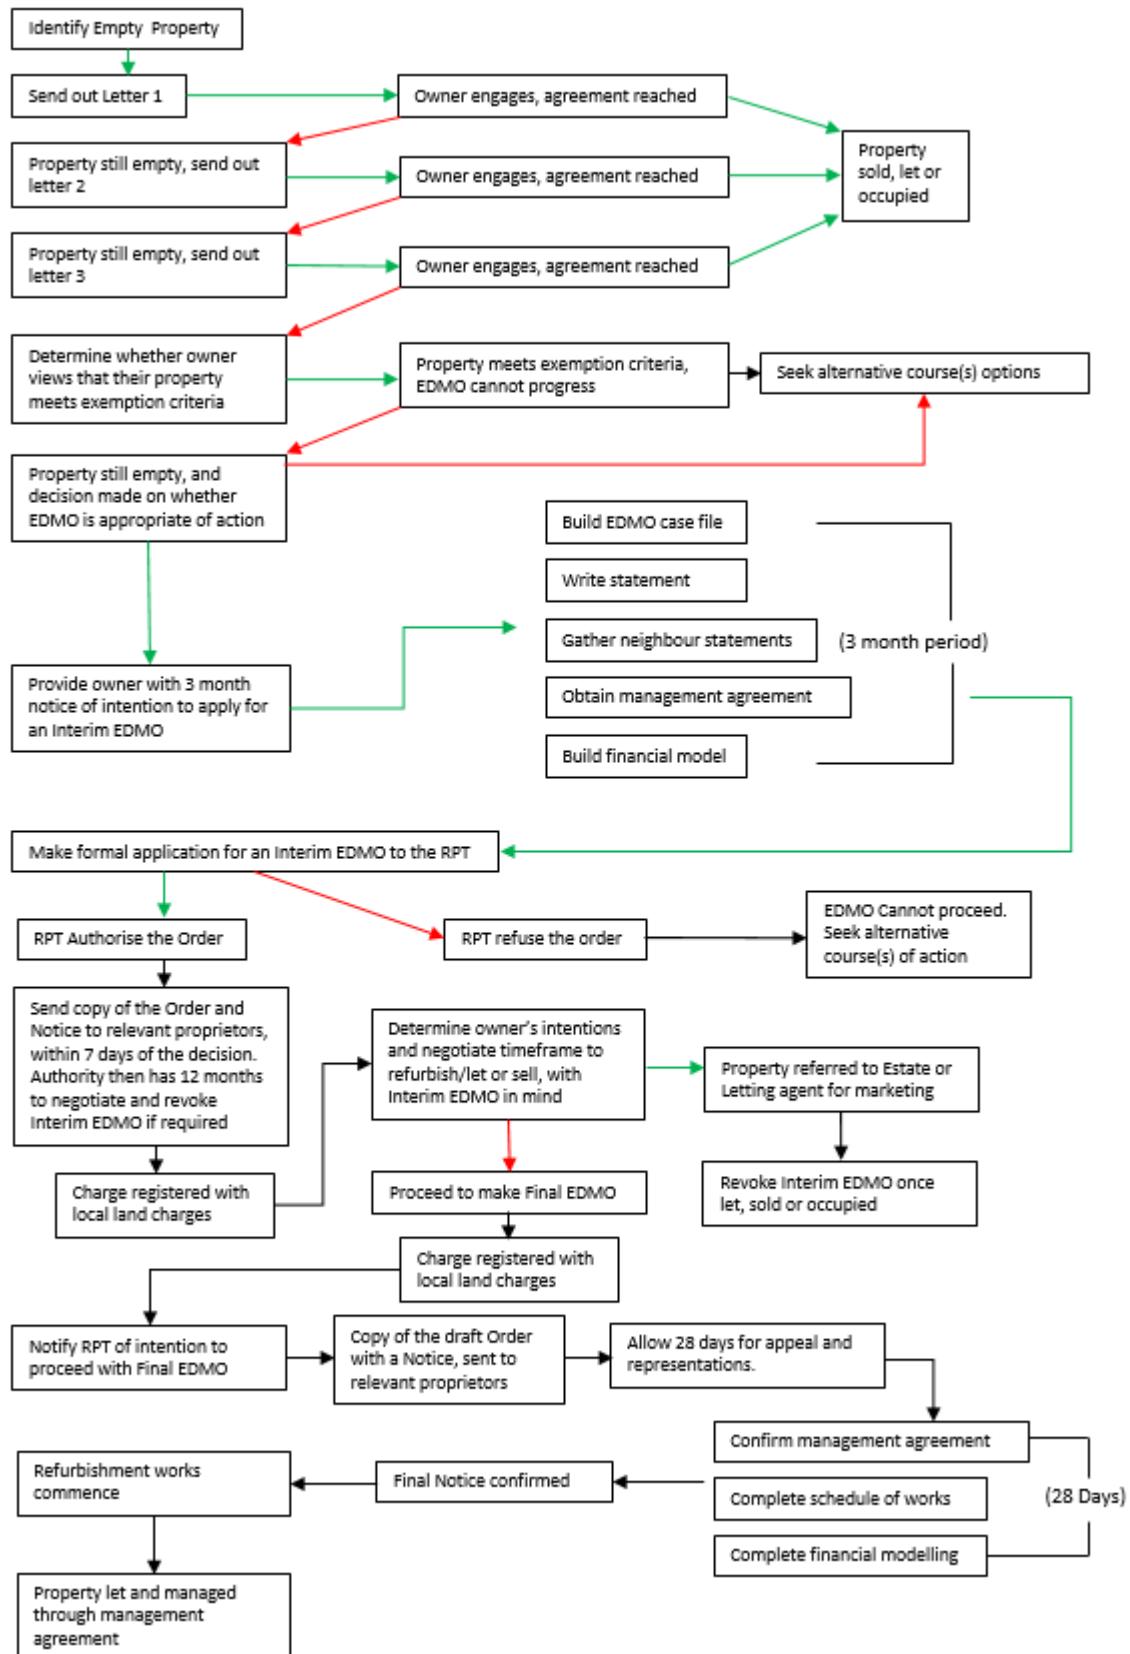 Identify Empty Property
Send out Letter 1
Owner engages, agreement reached
Property
sold, let or
occupied
Property still empty, send out
letter 2
Owner engages, agreement reached
Property still empty, send out
letter 3
Owner engages, agreement reached
Determine whether owner
views that their property
meets exemption criteria
Property meets exemption criteria,
EDMO cannot progress
Seek alternative course(s) options
Property still empty, and
decision made on whether
EDMO is appropriate of action
Build EDMO case file
Write statement
Gather neighbour statements
(3 month period)
Obtain management agreement
Build financial model
Provide owner with 3 month
notice of intention to apply for
an Interim EDMO
Make formal application for an Interim EDMO to the RPT
RPT Authorise the Order
RPT refuse the order
EDMO Cannot proceed.
Seek alternative
course(s) of action
Send copy of the Order and
Notice to relevant proprietors,
within 7 days of the decision.
Authority then has 12 months
to negotiate and revoke
Interim EDMO if required
Determine owner's intentions
and negotiate timeframe to
refurbish/let or sell, with
Interim EDMO in mind
Property referred to Estate or
Letting agent for marketing
Charge registered with
local land charges
Proceed to make Final EDMO
Revoke Interim EDMO once
let, sold or occupied
Charge registered with
local land charges
Notify RPT of intention to
proceed with Final EDMO
Copy of the draft Order
with a Notice, sent to
relevant proprietors
Allow 28 days for appeal and
representations.
Confirm management agreement
Complete schedule of works
(28 Days)
Complete financial modelling
Final Notice confirmed
Refurbishment works
commence
Property let and managed
through management
agreement